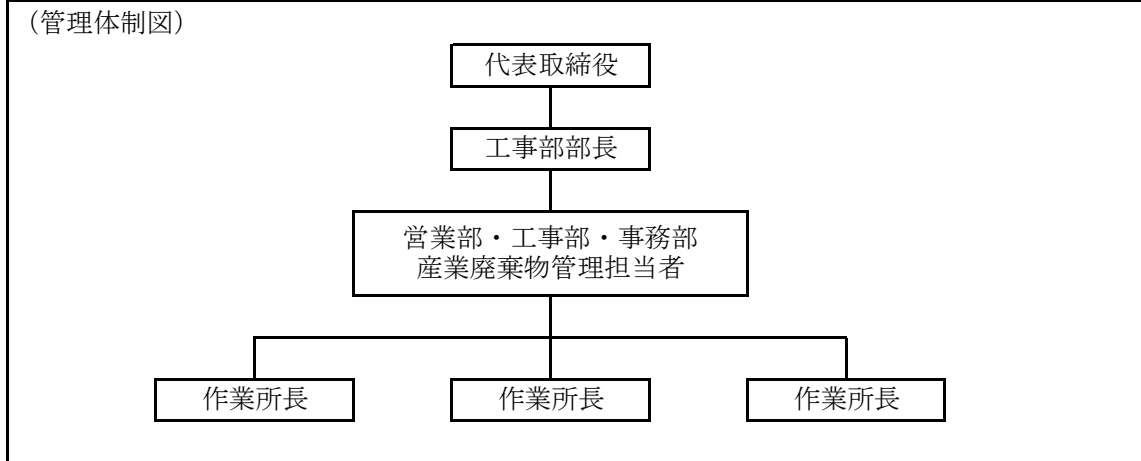 （管理体制図）
代表取締役
工事部部長
営業部・工事部・事務部
産業廃棄物管理担当者
作業所長
作業所長
作業所長